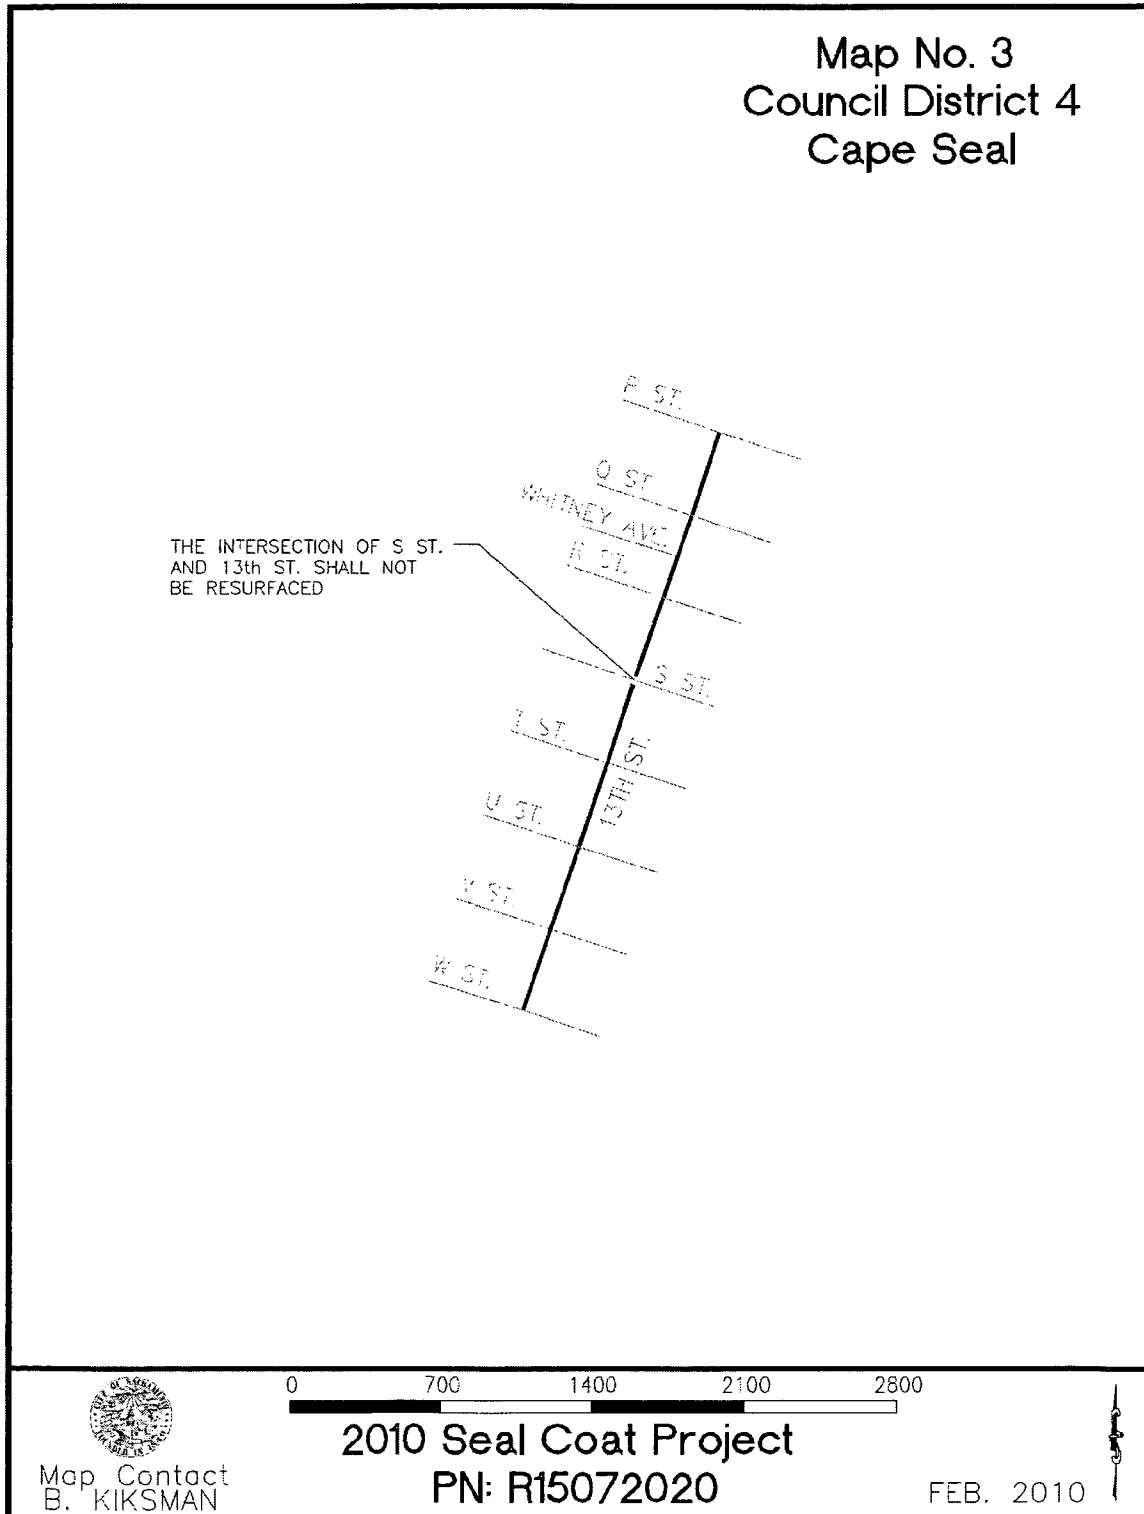 Map No. 3
Council District 4
Cape Seal
P ST.
Q ST.
WHITNEY AVE.
R ST.
THE INTERSECTION OF S ST.
AND 13th ST. SHALL NOT
BE RESURFACED
S ST.
T ST.
13TH ST.
U ST.
V ST.
W ST.
0 700 1400 2100 2800
2010 Seal Coat Project
PN: R15072020
Map Contact
B. KIKSMAN
FEB. 2010